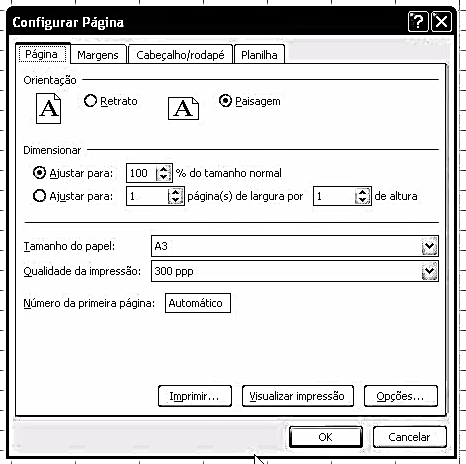 Configurar Página
Página Margens Cabeçalho/rodapé Planilha
Orientação
A Retrato A Paisagem
Dimensionar
Ajustar para: 100 % do tamanho normal
Ajustar para: 1 página(s) de largura por 1 de altura
Tamanho do papel: A3
Qualidade da impressão: 300 ppp
Número da primeira página: Automático
Imprimir... Visualizar impressão Opções...
OK Cancelar